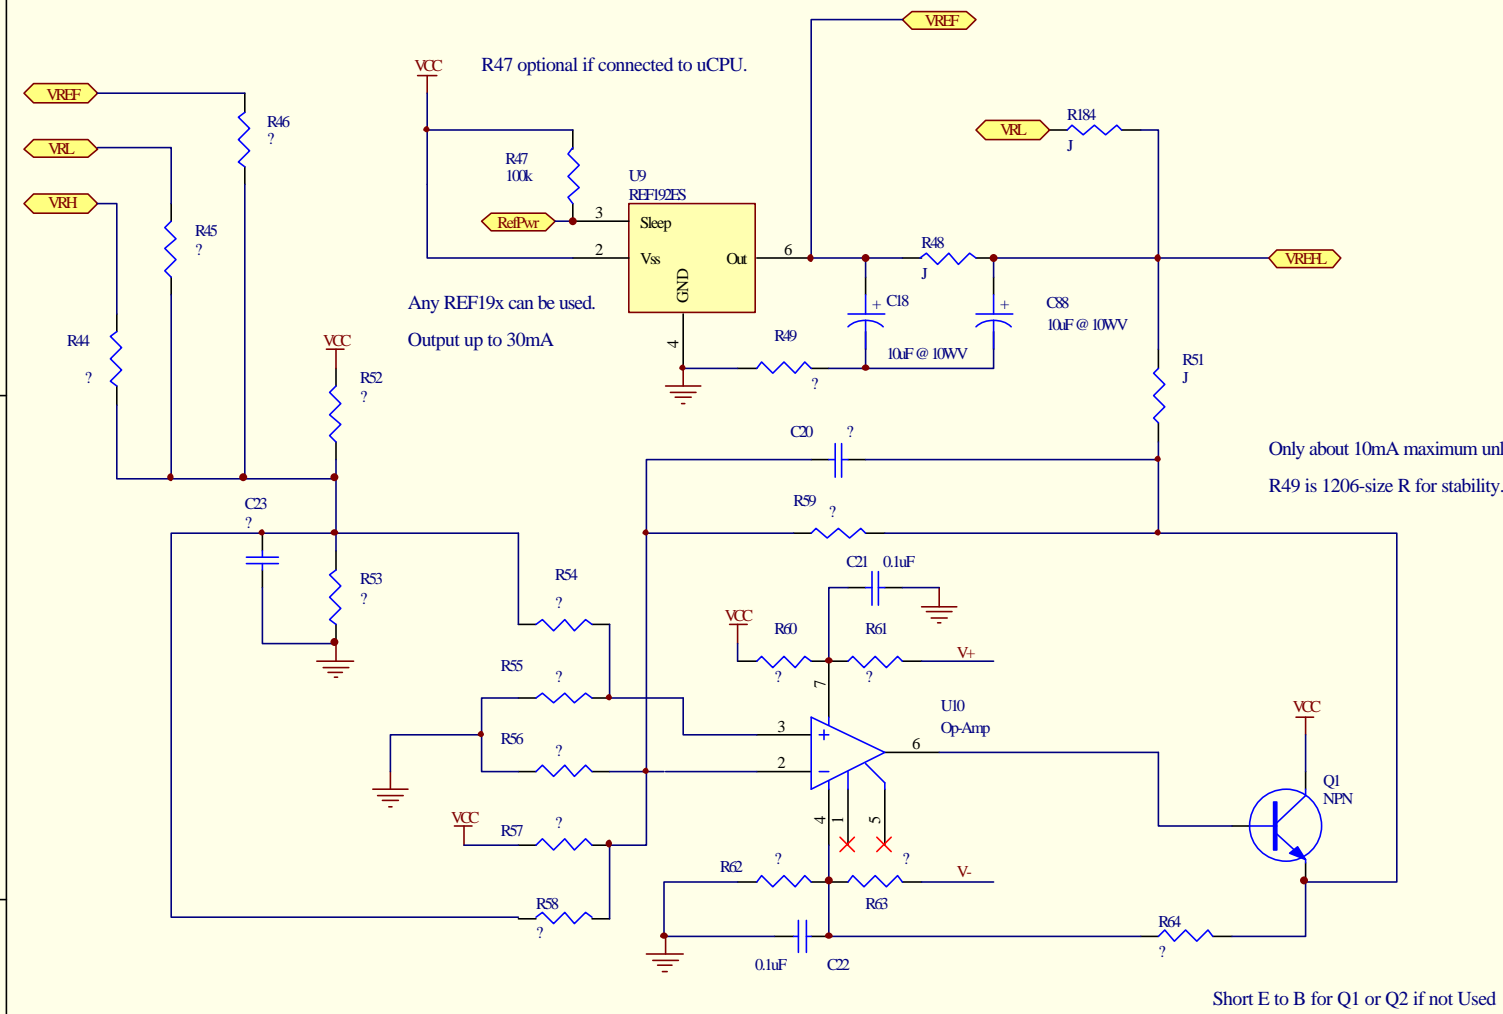 VREF
VCC
R47 optional if connected to uCPU.
VREF
R46
?
VRL
R184
J
VRL
VRH
R47
100k
U9
REF192ES
RefPwr
3
Sleep
R45
?
2
Vss
Out
6
R48
J
VREFL
GND
Any REF19x can be used.
C18
+
10uF @ 10WV
+
C88
10uF @ 10WV
Output up to 30mA
4
R49
?
R44
?
VCC
R52
?
R51
J
C20
?
Only about 10mA maximum unl
R49 is 1206-size R for stability.
C23
?
R59
?
R53
?
R54
?
C21
0.1uF
VCC
R60
?
R61
?
V+
7
R55
?
U10
Op-Amp
VCC
3
+
R56
?
2
−
6
Q1
NPN
VCC
R57
?
4
1
5
R62
?
?
R63
V-
R58
?
R64
?
0.1uF
C22
Short E to B for Q1 or Q2 if not Used